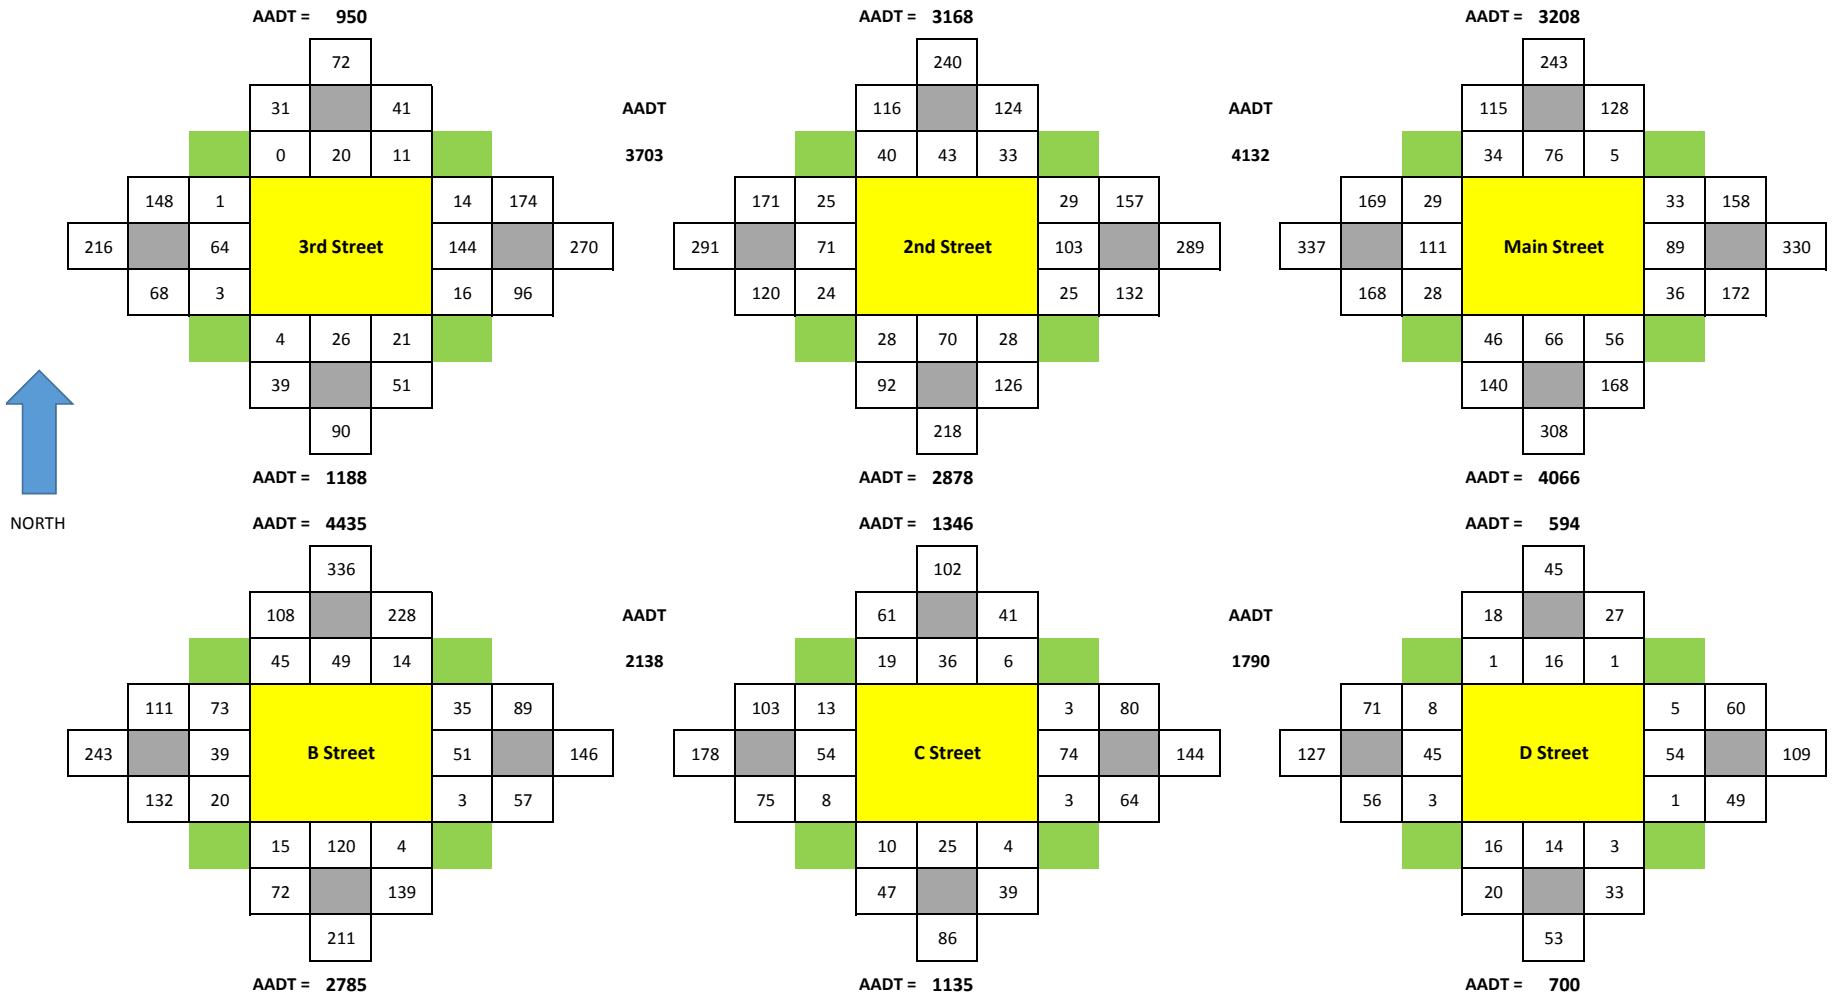 AADT = 950 AADT = 3168 AADT = 3208
72 240 243
31 41 AADT 116 124 AADT 115 128
0 20 11 3703 40 43 33 4132 34 76 5
148 1 14 174 171 25 29 157 169 29 33 158
216 64 3rd Street 144 270 291 71 2nd Street 103 289 337 111 Main Street 89 330
68 3 16 96 120 24 25 132 168 28 36 172
4 26 21 28 70 28 46 66 56
39 51 92 126 140 168
90 218 308
AADT = 1188 AADT = 2878 AADT = 4066
NORTH AADT = 4435 AADT = 1346 AADT = 594
336 102 45
108 228 AADT 61 41 AADT 18 27
45 49 14 2138 19 36 6 1790 1 16 1
111 73 35 89 103 13 3 80 71 8 5 60
243 39 B Street 51 146 178 54 C Street 74 144 127 45 D Street 54 109
132 20 3 57 75 8 3 64 56 3 1 49
15 120 4 10 25 4 16 14 3
72 139 47 39 20 33
211 86 53
AADT = 2785 AADT = 1135 AADT = 700